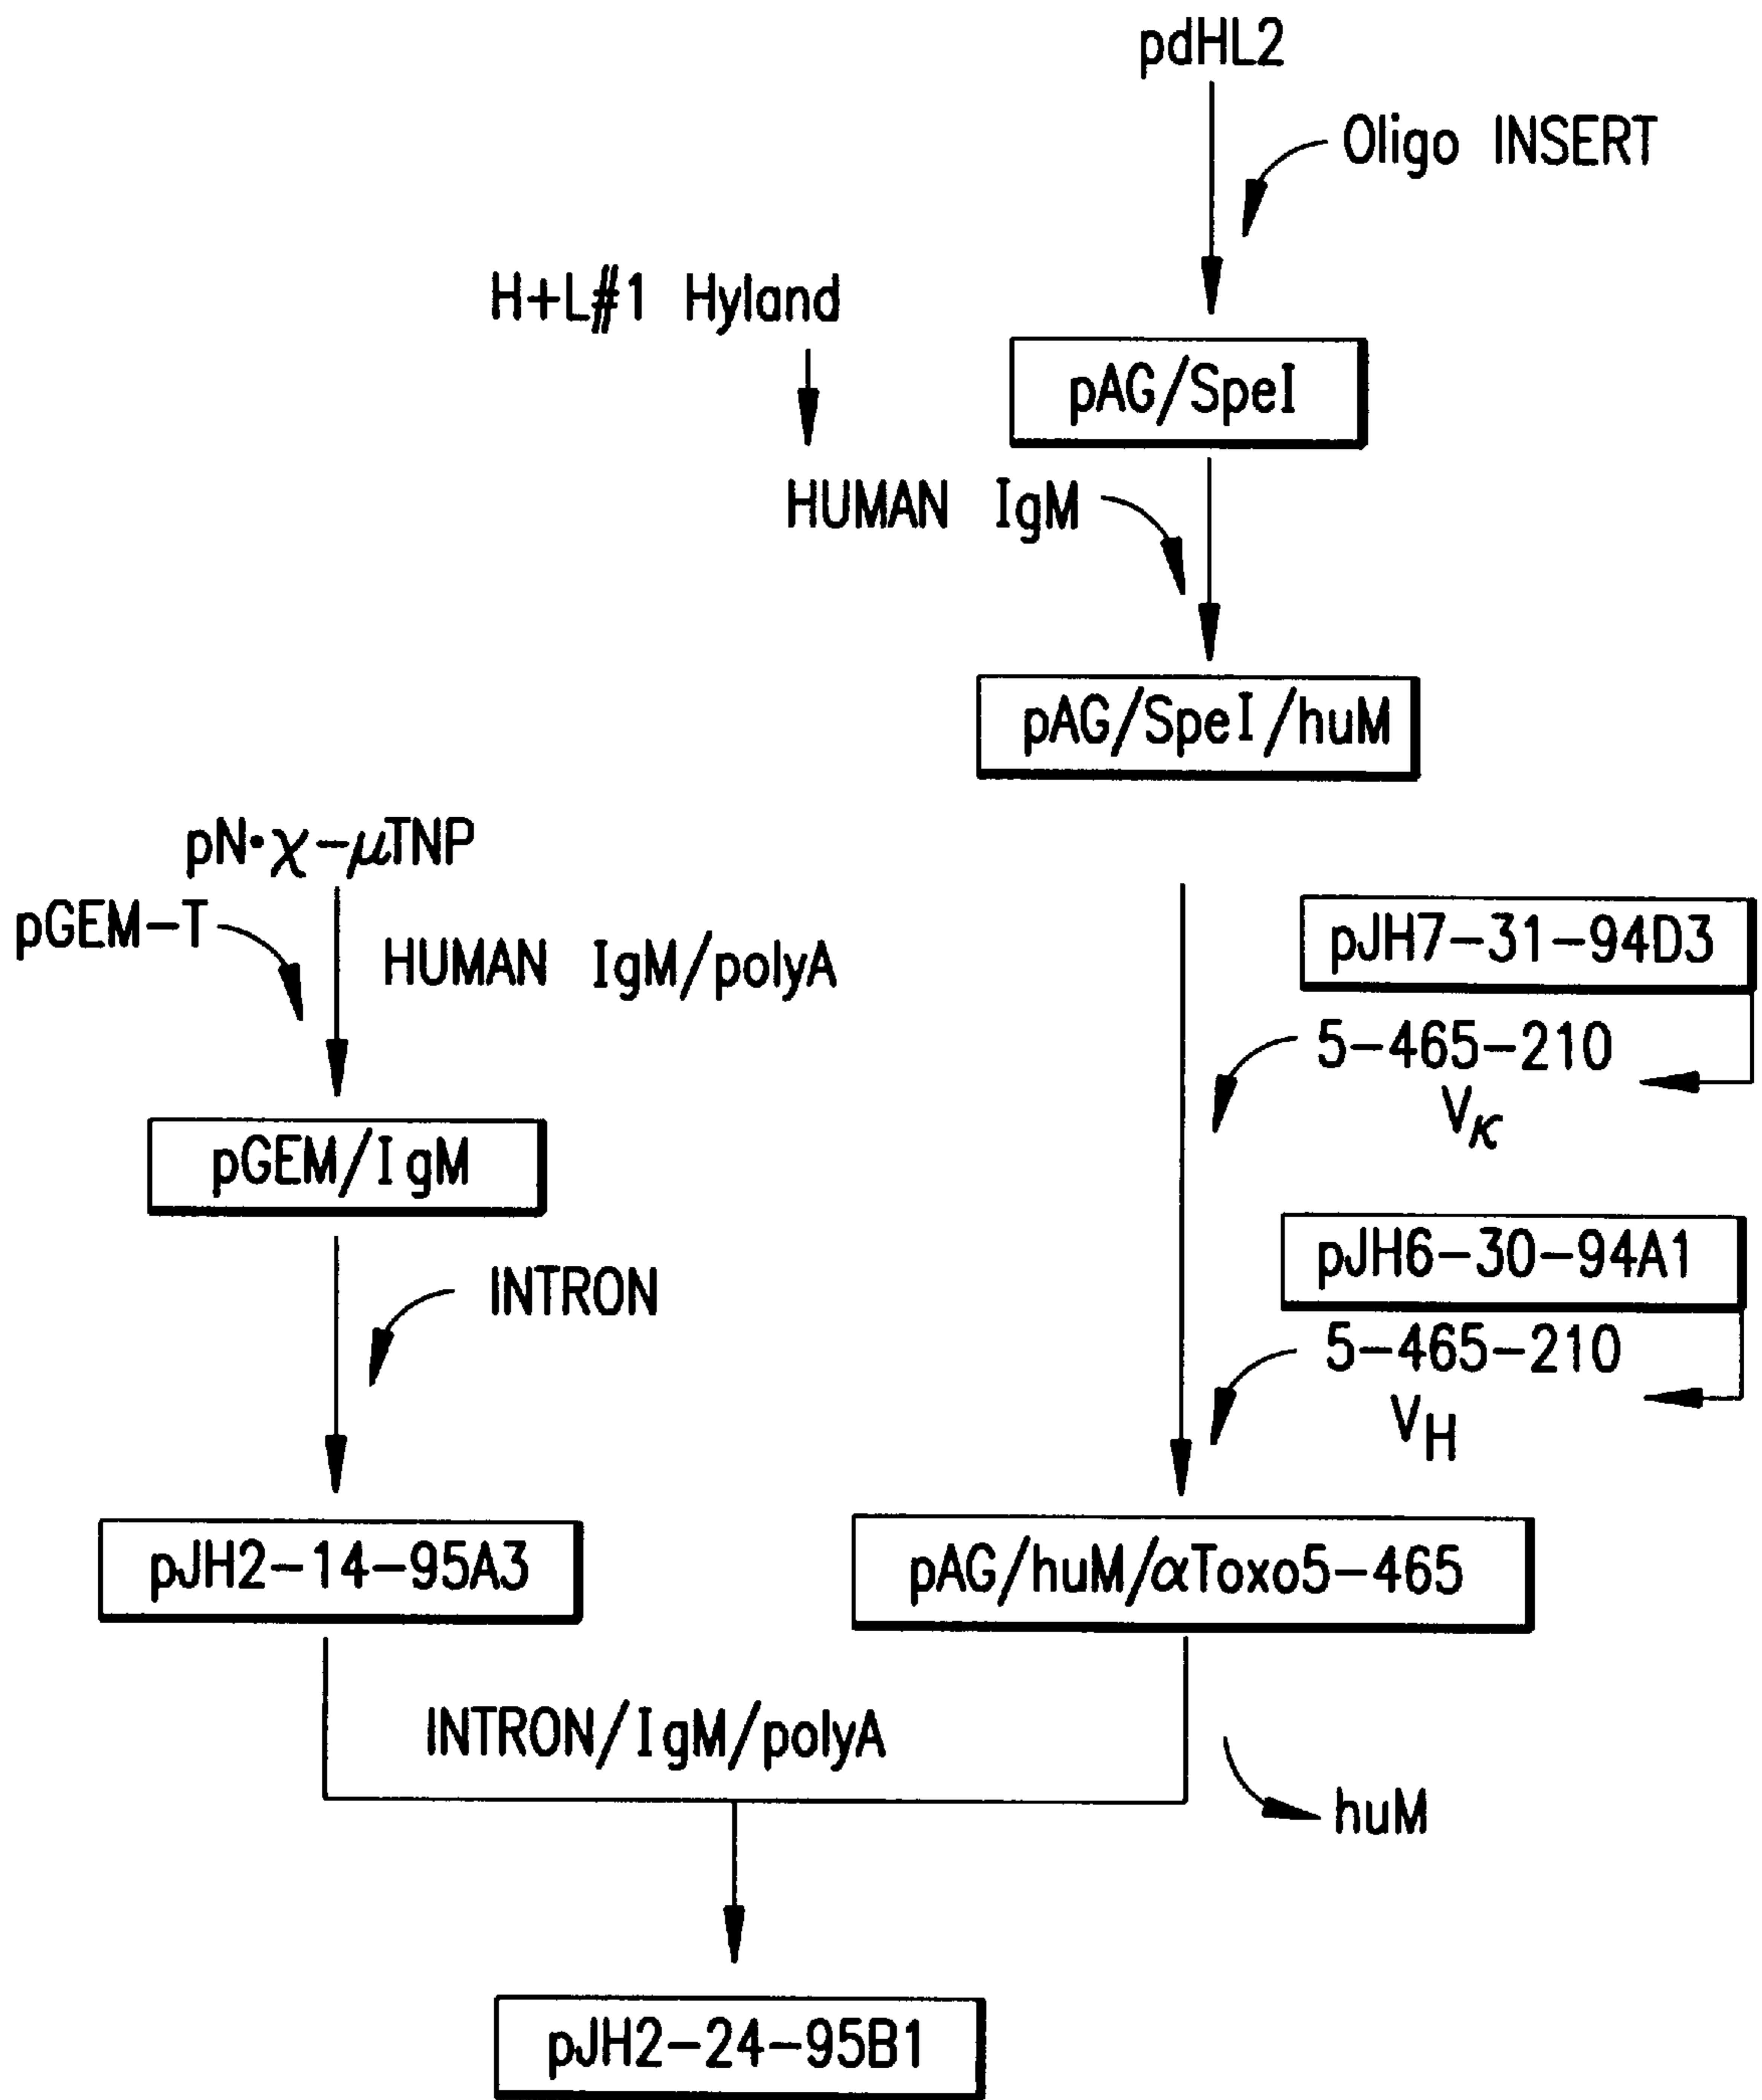 pdHL2
Oligo INSERT
H+L#1 Hyland
pAG/SpeI
HUMAN IgM
pAG/SpeI/huM
pN•χ-μTNP
pGEM-T
HUMAN IgM/polyA
pJH7-31-94D3
5-465-210
Vκ
pGEM/IgM
pJH6-30-94A1
INTRON
5-465-210
VH
pJH2-14-95A3
pAG/huM/αToxo5-465
INTRON/IgM/polyA
huM
pJH2-24-95B1